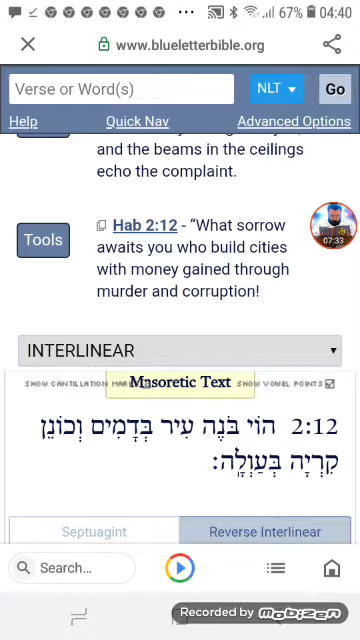 67% 04:40
www.blueletterbible.org
Verse or Word(s) NLT Go
Help Quick Nav Advanced Options
and the beams in the ceilings
echo the complaint.
Tools
Hab 2:12 - “What sorrow
awaits you who build cities
with money gained through
murder and corruption!
07:33
INTERLINEAR
SHOW CANTILLATION Masoretic Text SHOW VOWEL POINTS
2:12 הוֹי בֹּנֶה עִיר בְּדָמִים וְכוֹנֵן
קִרְיָה בְּעַוְלָֽה׃
Septuagint Reverse Interlinear
Search...
Recorded by mobizen